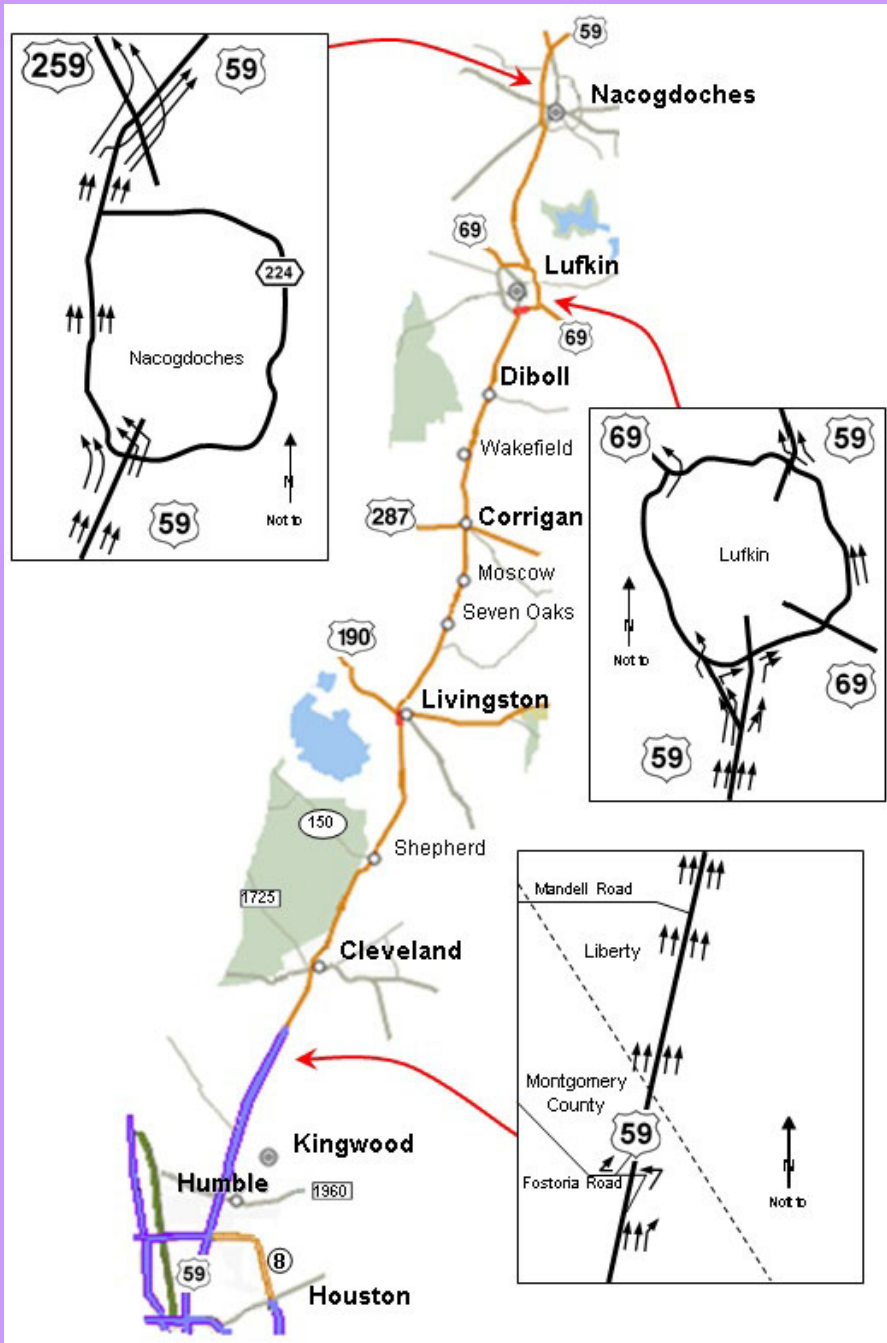 259
59
224
Nacogdoches
N
Not to
59
59
Nacogdoches
69
Lufkin
69
Diboll
Wakefield
287
Corrigan
Moscow
Seven Oaks
190
Livingston
150
Shepherd
1725
Cleveland
Kingwood
Humble
1960
59
8
Houston
69
59
Lufkin
N
Not to
69
59
Mandell Road
Liberty
Montgomery
County
59
Fostoria Road
N
Not to